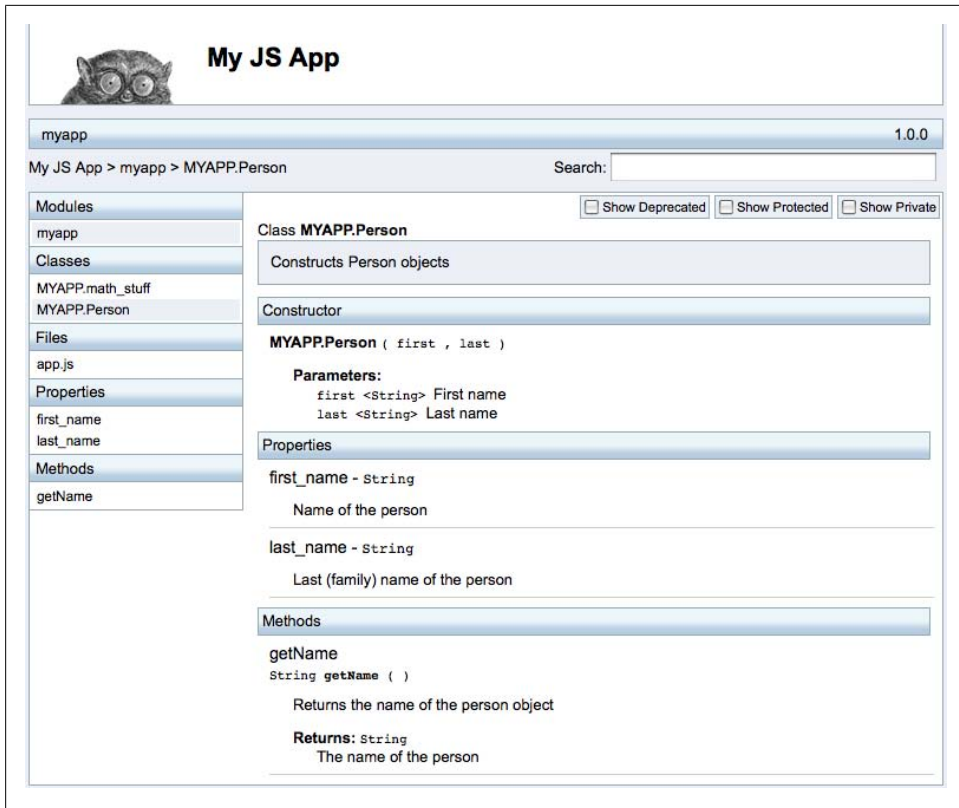 My JS App
myapp 1.0.0
My JS App > myapp > MYAPP.Person Search:
Modules
myapp
Classes
MYAPP.math_stuff
MYAPP.Person
Files
app.js
Properties
first_name
last_name
Methods
getName
Show Deprecated Show Protected Show Private
Class MYAPP.Person
Constructs Person objects
Constructor
MYAPP.Person ( first , last )
Parameters:
first <String> First name
last <String> Last name
Properties
first_name - String
Name of the person
last_name - String
Last (family) name of the person
Methods
getName
String getName ( )
Returns the name of the person object
Returns: String
The name of the person